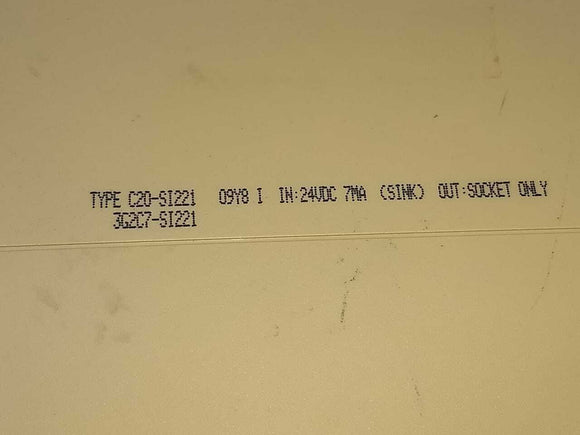 TYPE C20-SI221 09Y8 I IN:24VDC 7MA (SINK) OUT:SOCKET ONLY
3G2C7-SI221